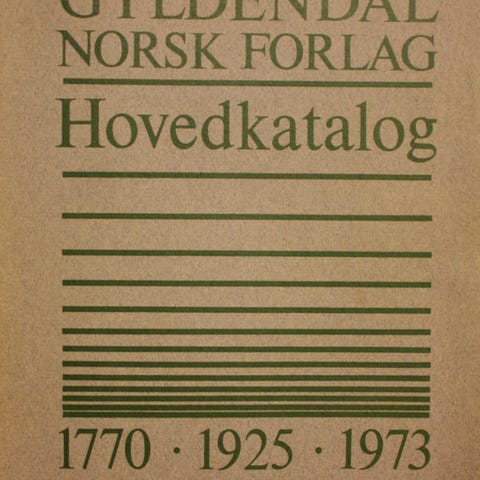 GYLDENDAL
NORSK FORLAG
Hovedkatalog
1770 · 1925 · 1973